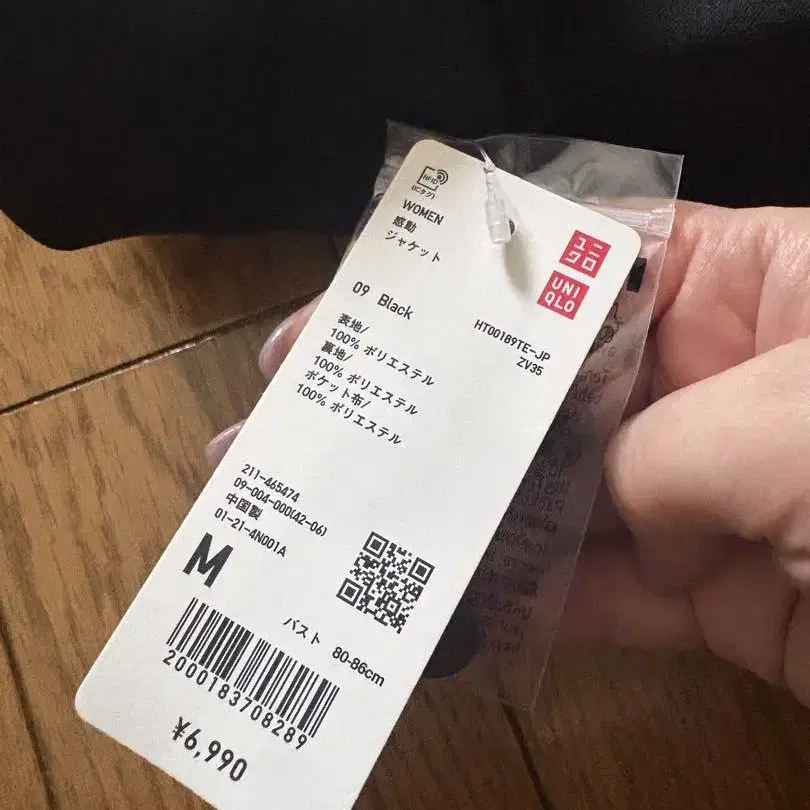 RFID
(ICタグ)
WOMEN
感動
ジャケット
ユニ
クロ
UNI
QLO
09 Black
HT00189TE-JP
ZV35
表地/
100% ポリエステル
裏地/
100% ポリエステル
ポケット布/
100% ポリエステル
211-465474
09-004-000(42-06)
中国製
01-21-4N001A
M
バスト 80-86cm
2000183708289
¥6,990